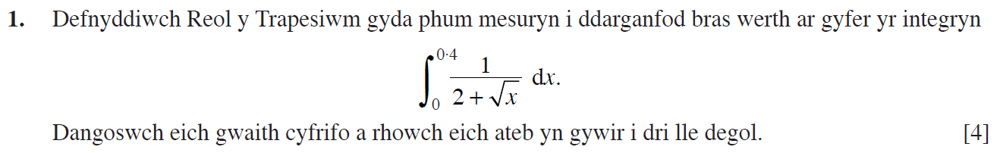 1. Defnyddiwch Reol y Trapesiwm gyda phum mesuryn i ddarganfod bras werth ar gyfer yr integryn
∫₀^0·4 1/(2 + √x) dx.
Dangoswch eich gwaith cyfrifo a rhowch eich ateb yn gywir i dri lle degol. [4]